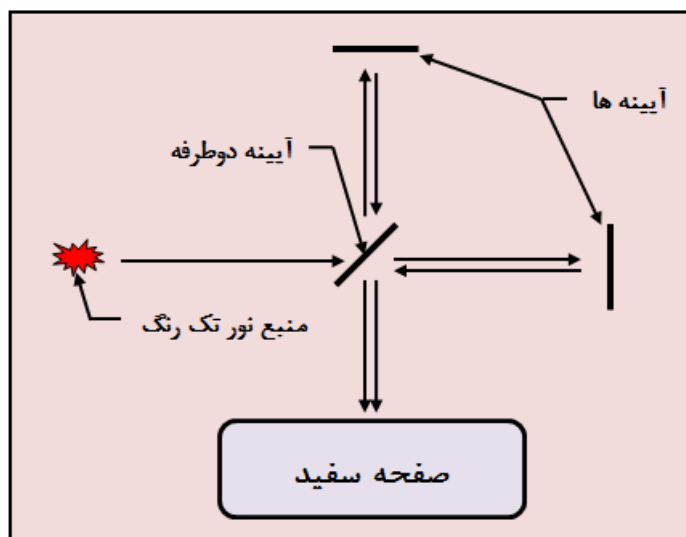 آیینه ها
آیینه دوطرفه
منبع نور تک رنگ
صفحه سفید